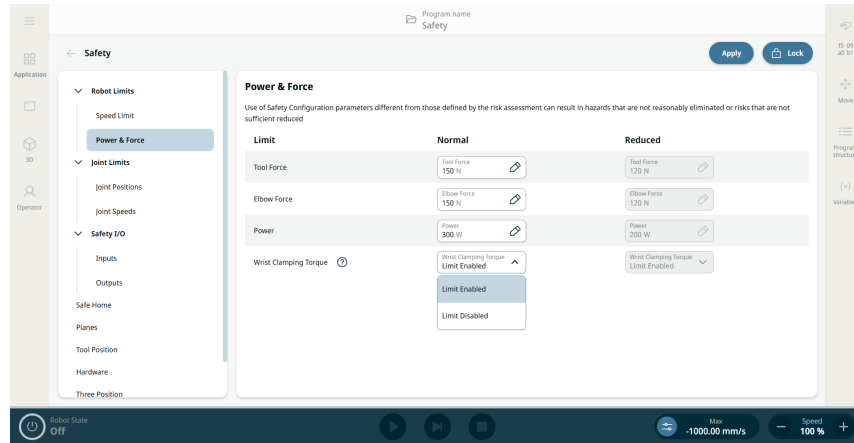 Program name
Safety
Safety
Apply
Lock
Application
3D
Operator
Robot Limits
Speed Limit
Power & Force
Joint Limits
Joint Positions
Joint Speeds
Safety I/O
Inputs
Outputs
Safe Home
Planes
Tool Position
Hardware
Three Position
Power & Force
Use of Safety Configuration parameters different from those defined by the risk assessment can result in hazards that are not reasonably eliminated or risks that are not
sufficient reduced
Limit Normal Reduced
Tool Force
Tool Force
150 N
Tool Force
120 N
Elbow Force
Elbow Force
150 N
Elbow Force
120 N
Power
Power
300 W
Power
200 W
Wrist Clamping Torque ?
Wrist Clamping Torque
Limit Enabled
Wrist Clamping Torque
Limit Enabled
Limit Enabled
Limit Disabled
f5 09
a0 b1
Move
Program
structur
(x)
Variable
Robot State
Off
Max
-1000.00 mm/s
Speed
100 %